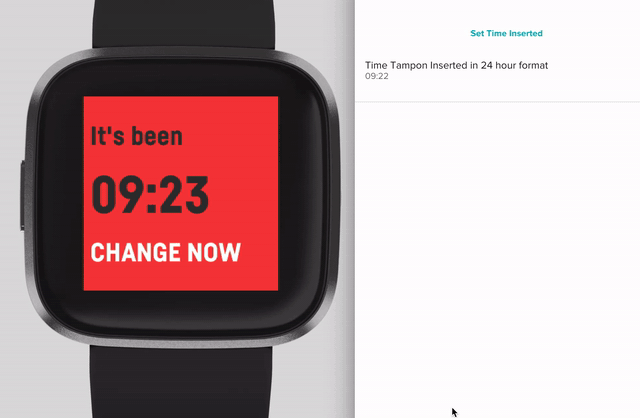 It's been
09:23
CHANGE NOW
Set Time Inserted
Time Tampon Inserted in 24 hour format
09:22